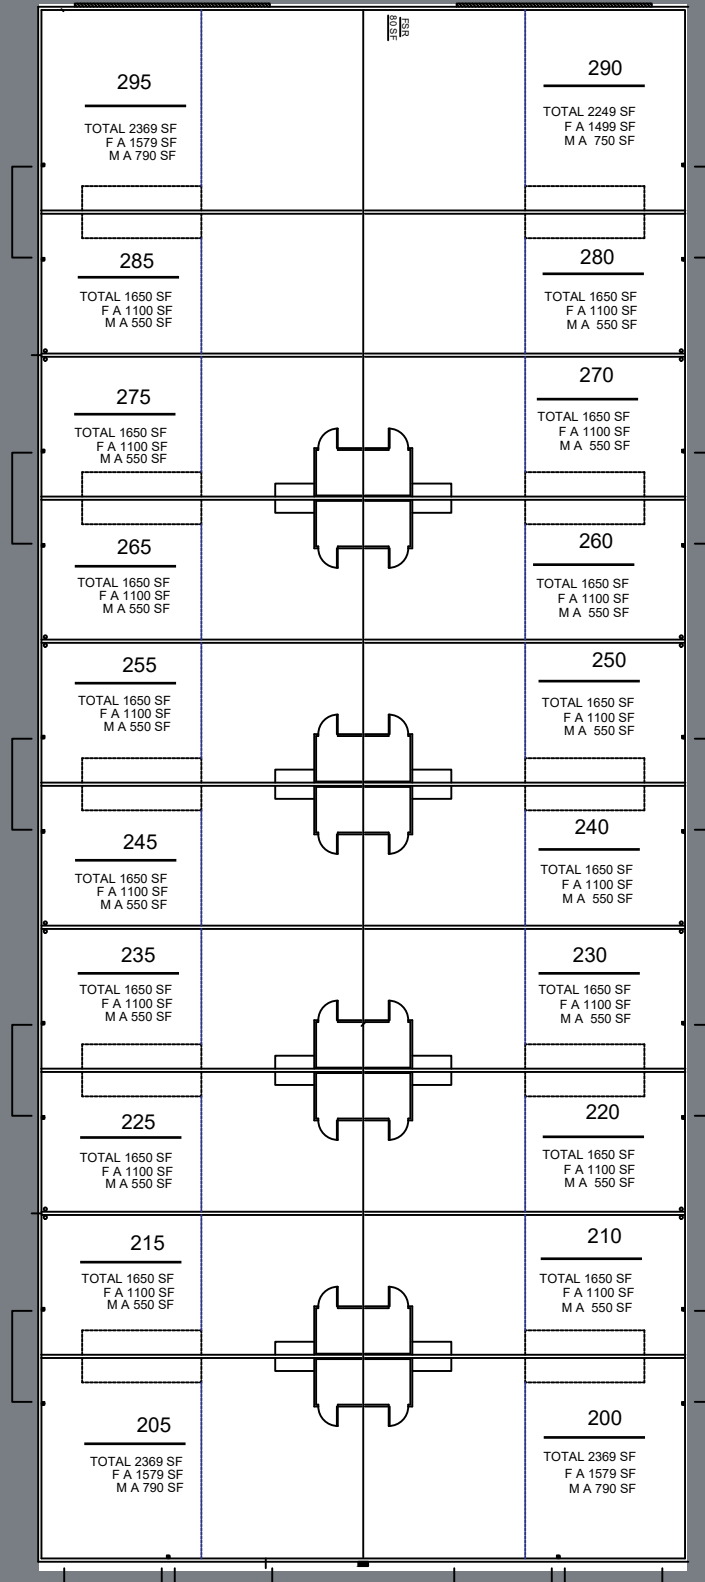 FSR
80 SF
295
TOTAL 2369 SF
F A 1579 SF
M A 790 SF
290
TOTAL 2249 SF
F A 1499 SF
M A 750 SF
285
TOTAL 1650 SF
F A 1100 SF
M A 550 SF
280
TOTAL 1650 SF
F A 1100 SF
M A 550 SF
275
TOTAL 1650 SF
F A 1100 SF
M A 550 SF
270
TOTAL 1650 SF
F A 1100 SF
M A 550 SF
265
TOTAL 1650 SF
F A 1100 SF
M A 550 SF
260
TOTAL 1650 SF
F A 1100 SF
M A 550 SF
255
TOTAL 1650 SF
F A 1100 SF
M A 550 SF
250
TOTAL 1650 SF
F A 1100 SF
M A 550 SF
245
TOTAL 1650 SF
F A 1100 SF
M A 550 SF
240
TOTAL 1650 SF
F A 1100 SF
M A 550 SF
235
TOTAL 1650 SF
F A 1100 SF
M A 550 SF
230
TOTAL 1650 SF
F A 1100 SF
M A 550 SF
225
TOTAL 1650 SF
F A 1100 SF
M A 550 SF
220
TOTAL 1650 SF
F A 1100 SF
M A 550 SF
215
TOTAL 1650 SF
F A 1100 SF
M A 550 SF
210
TOTAL 1650 SF
F A 1100 SF
M A 550 SF
205
TOTAL 2369 SF
F A 1579 SF
M A 790 SF
200
TOTAL 2369 SF
F A 1579 SF
M A 790 SF